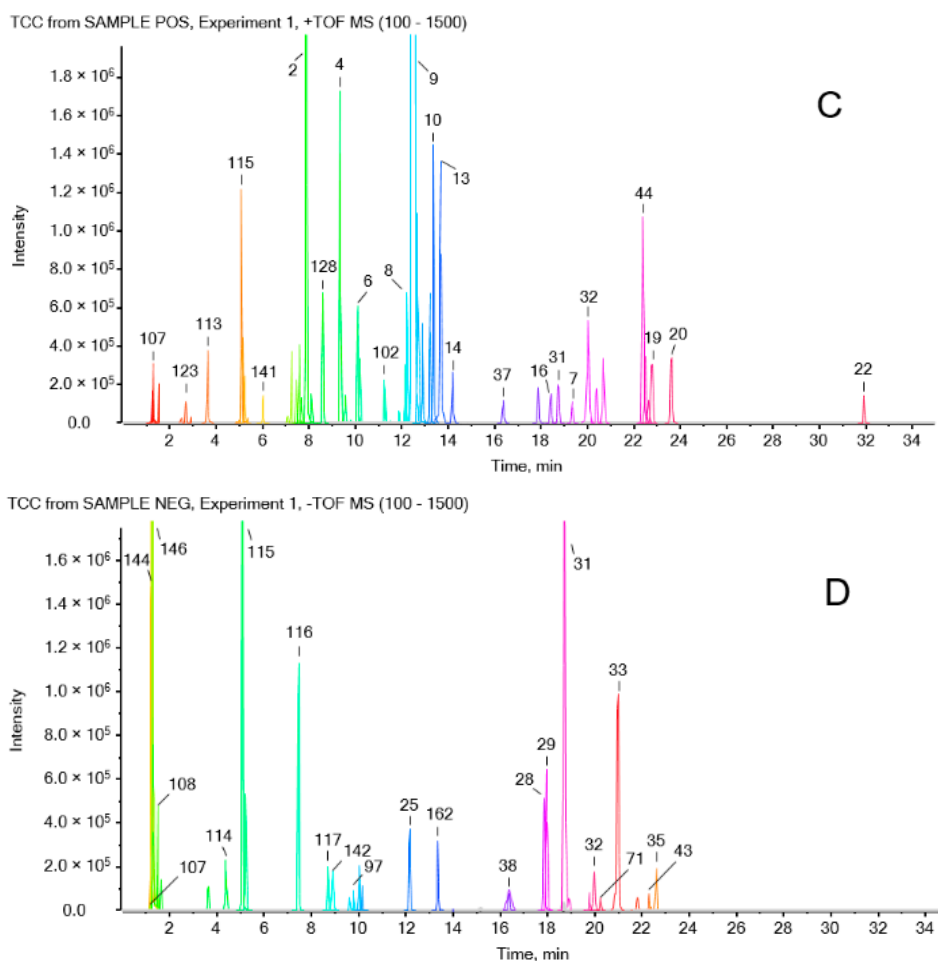 TCC from SAMPLE POS, Experiment 1, +TOF MS (100 - 1500)
2
4
9
1.8 × 10⁶
1.6 × 10⁶
10
C
1.4 × 10⁶
115
13
1.2 × 10⁶
44
1.0 × 10⁶
Intensity
8.0 × 10⁵
128
8
6
32
6.0 × 10⁵
107
113
4.0 × 10⁵
102
14
16
31
19
20
123
141
37
7
22
2.0 × 10⁵
0.0
2 4 6 8 10 12 14 16 18 20 22 24 26 28 30 32 34
Time, min
TCC from SAMPLE NEG, Experiment 1, -TOF MS (100 - 1500)
144
146
115
31
1.6 × 10⁶
D
1.4 × 10⁶
116
1.2 × 10⁶
33
1.0 × 10⁶
Intensity
8.0 × 10⁵
29
28
6.0 × 10⁵
108
25
162
4.0 × 10⁵
114
117
142
97
32
71
35
43
107
38
2.0 × 10⁵
0.0
2 4 6 8 10 12 14 16 18 20 22 24 26 28 30 32 34
Time, min